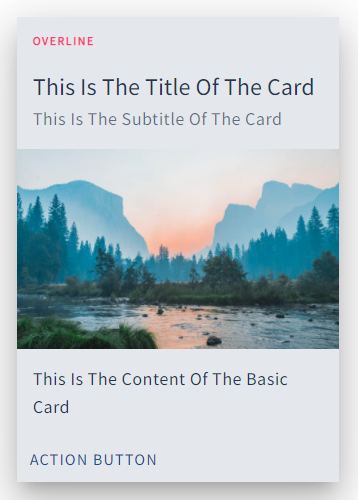 OVERLINE
This Is The Title Of The Card
This Is The Subtitle Of The Card
This Is The Content Of The Basic
Card
ACTION BUTTON